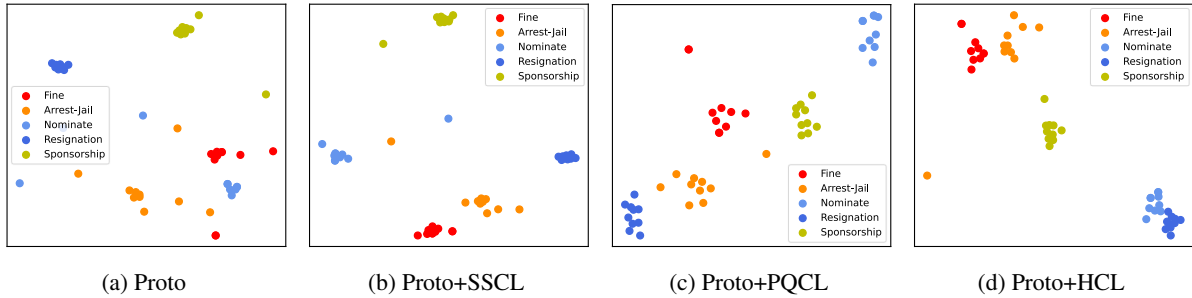 Fine
Arrest-Jail
Nominate
Resignation
Sponsorship
(a) Proto
Fine
Arrest-Jail
Nominate
Resignation
Sponsorship
(b) Proto+SSCL
Fine
Arrest-Jail
Nominate
Resignation
Sponsorship
(c) Proto+PQCL
Fine
Arrest-Jail
Nominate
Resignation
Sponsorship
(d) Proto+HCL